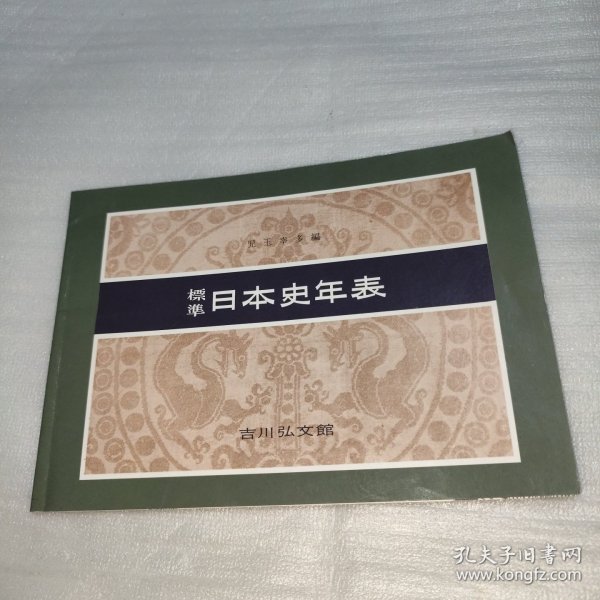 児玉幸多編
標準 日本史年表
吉川弘文館
孔夫子旧书网
www.kongfz.com